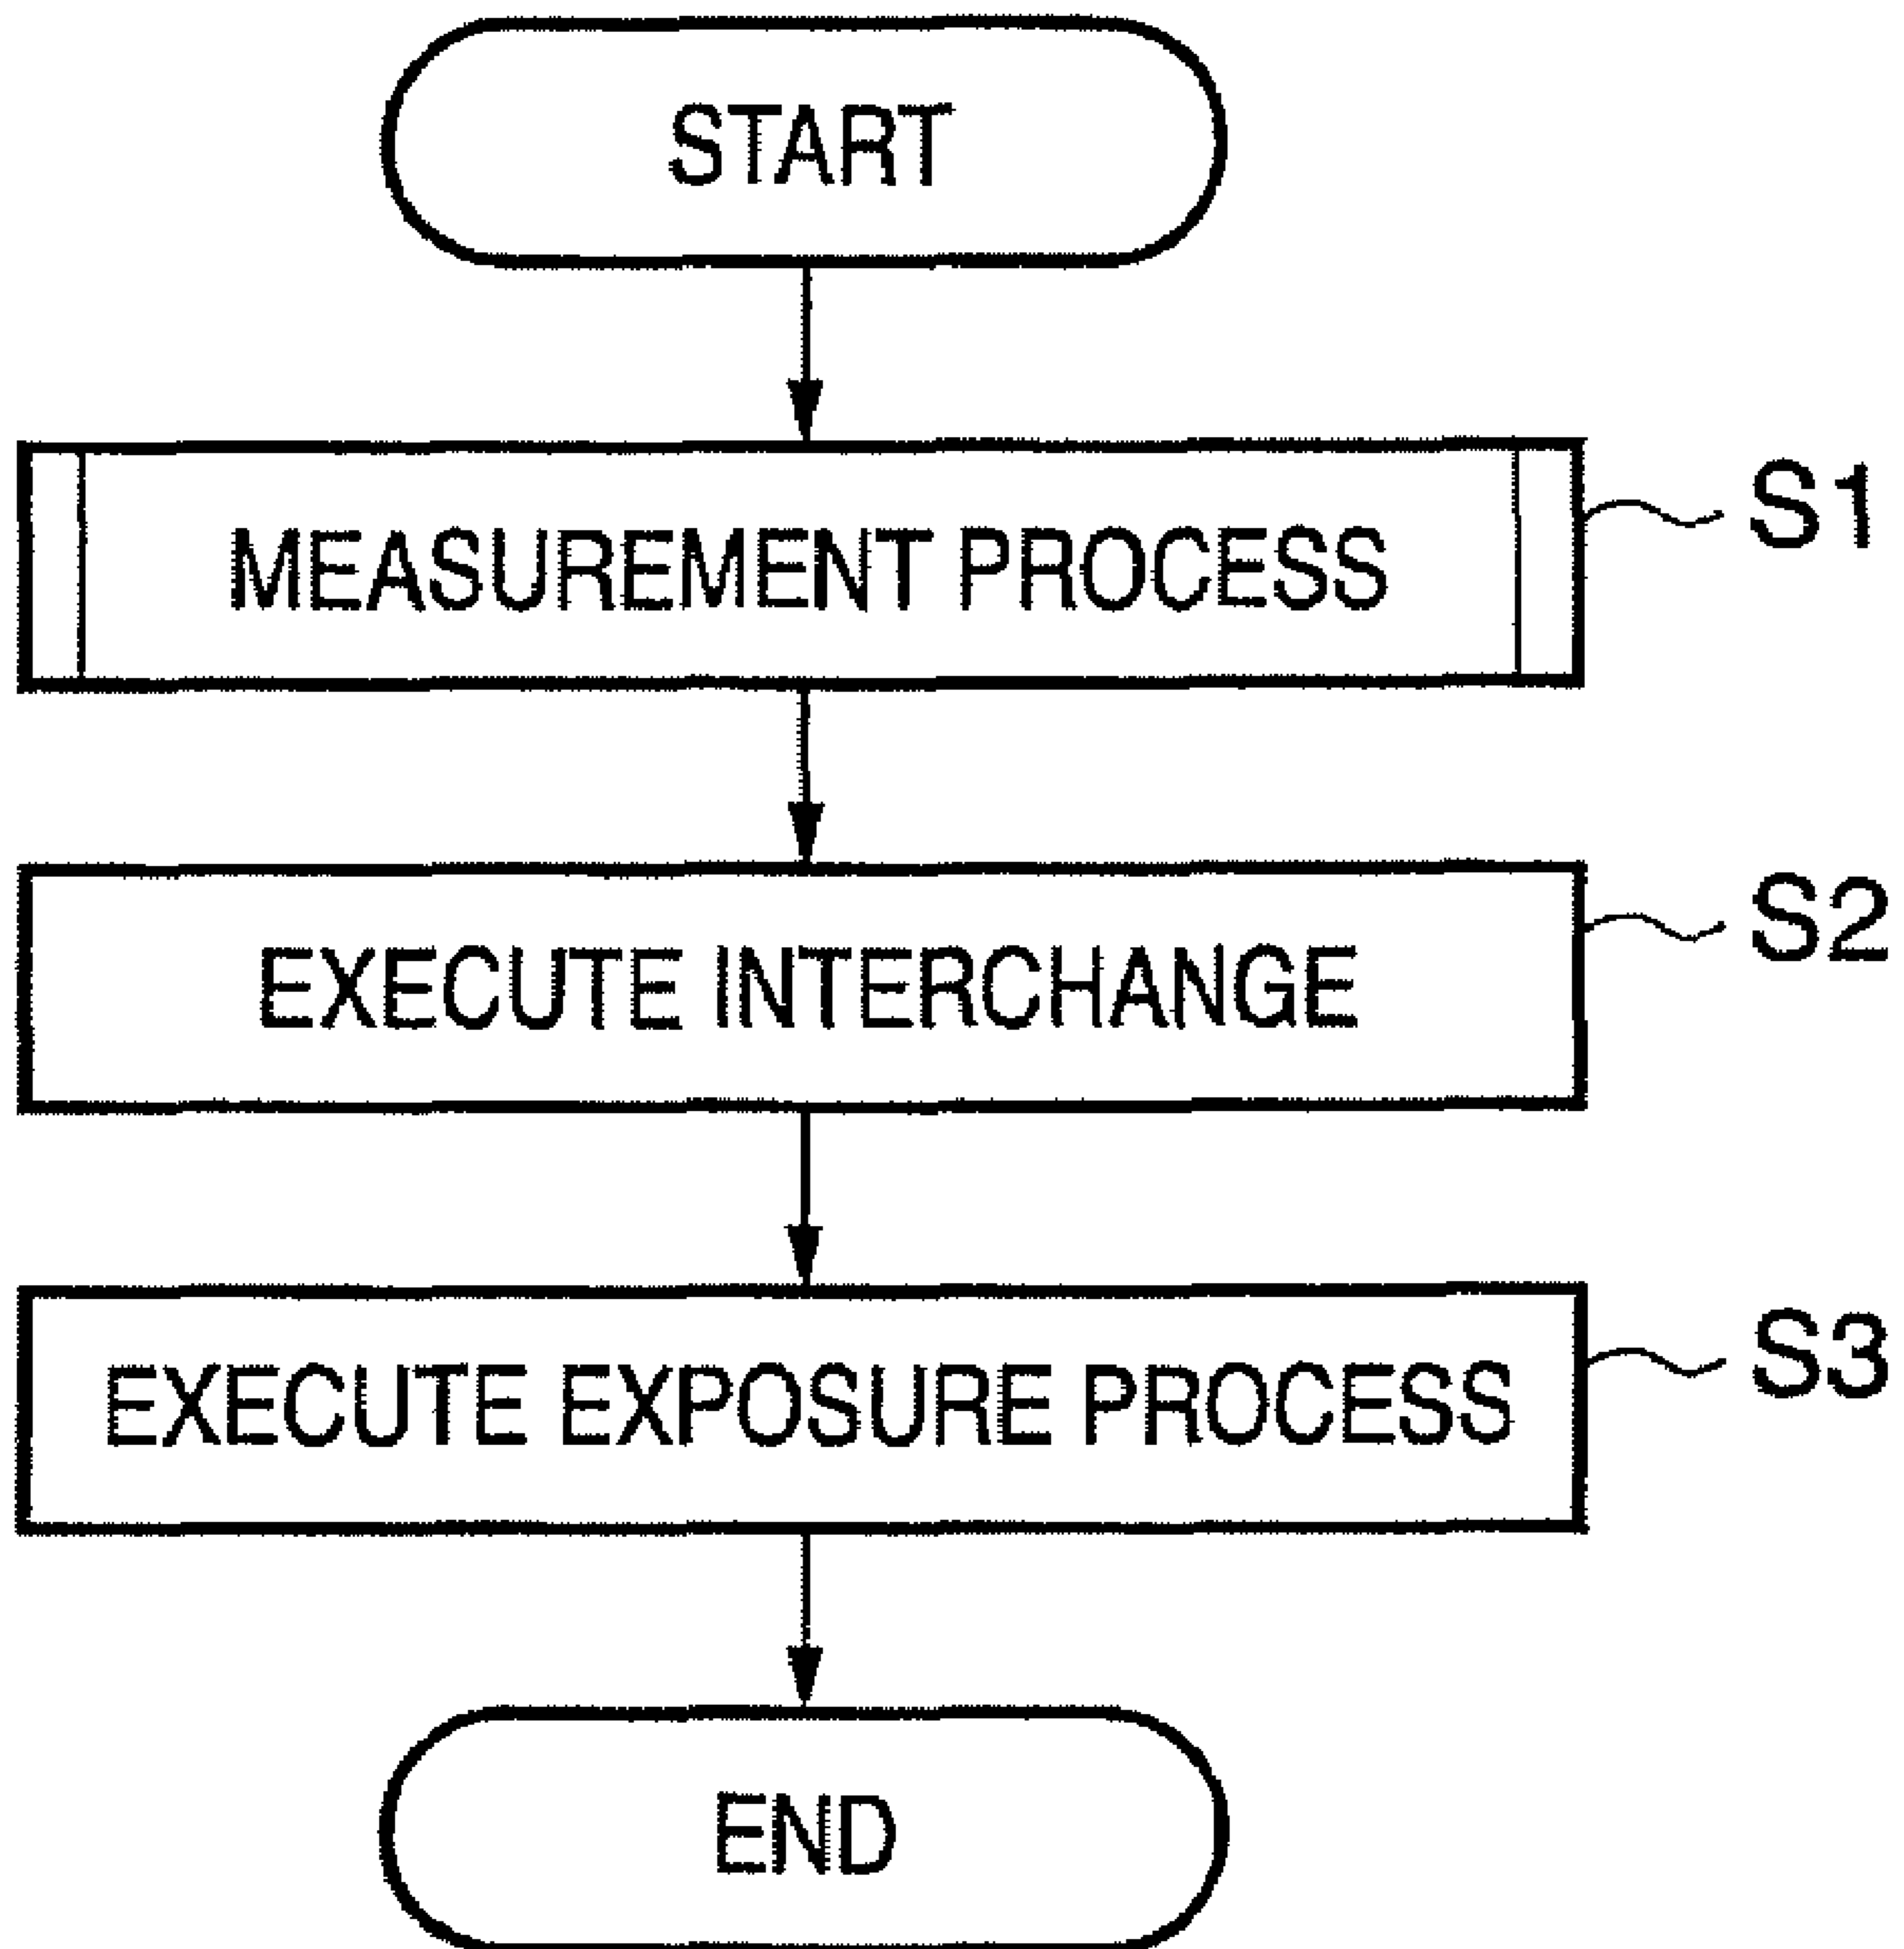 START
MEASUREMENT PROCESS
S1
EXECUTE INTERCHANGE
S2
EXECUTE EXPOSURE PROCESS
S3
END